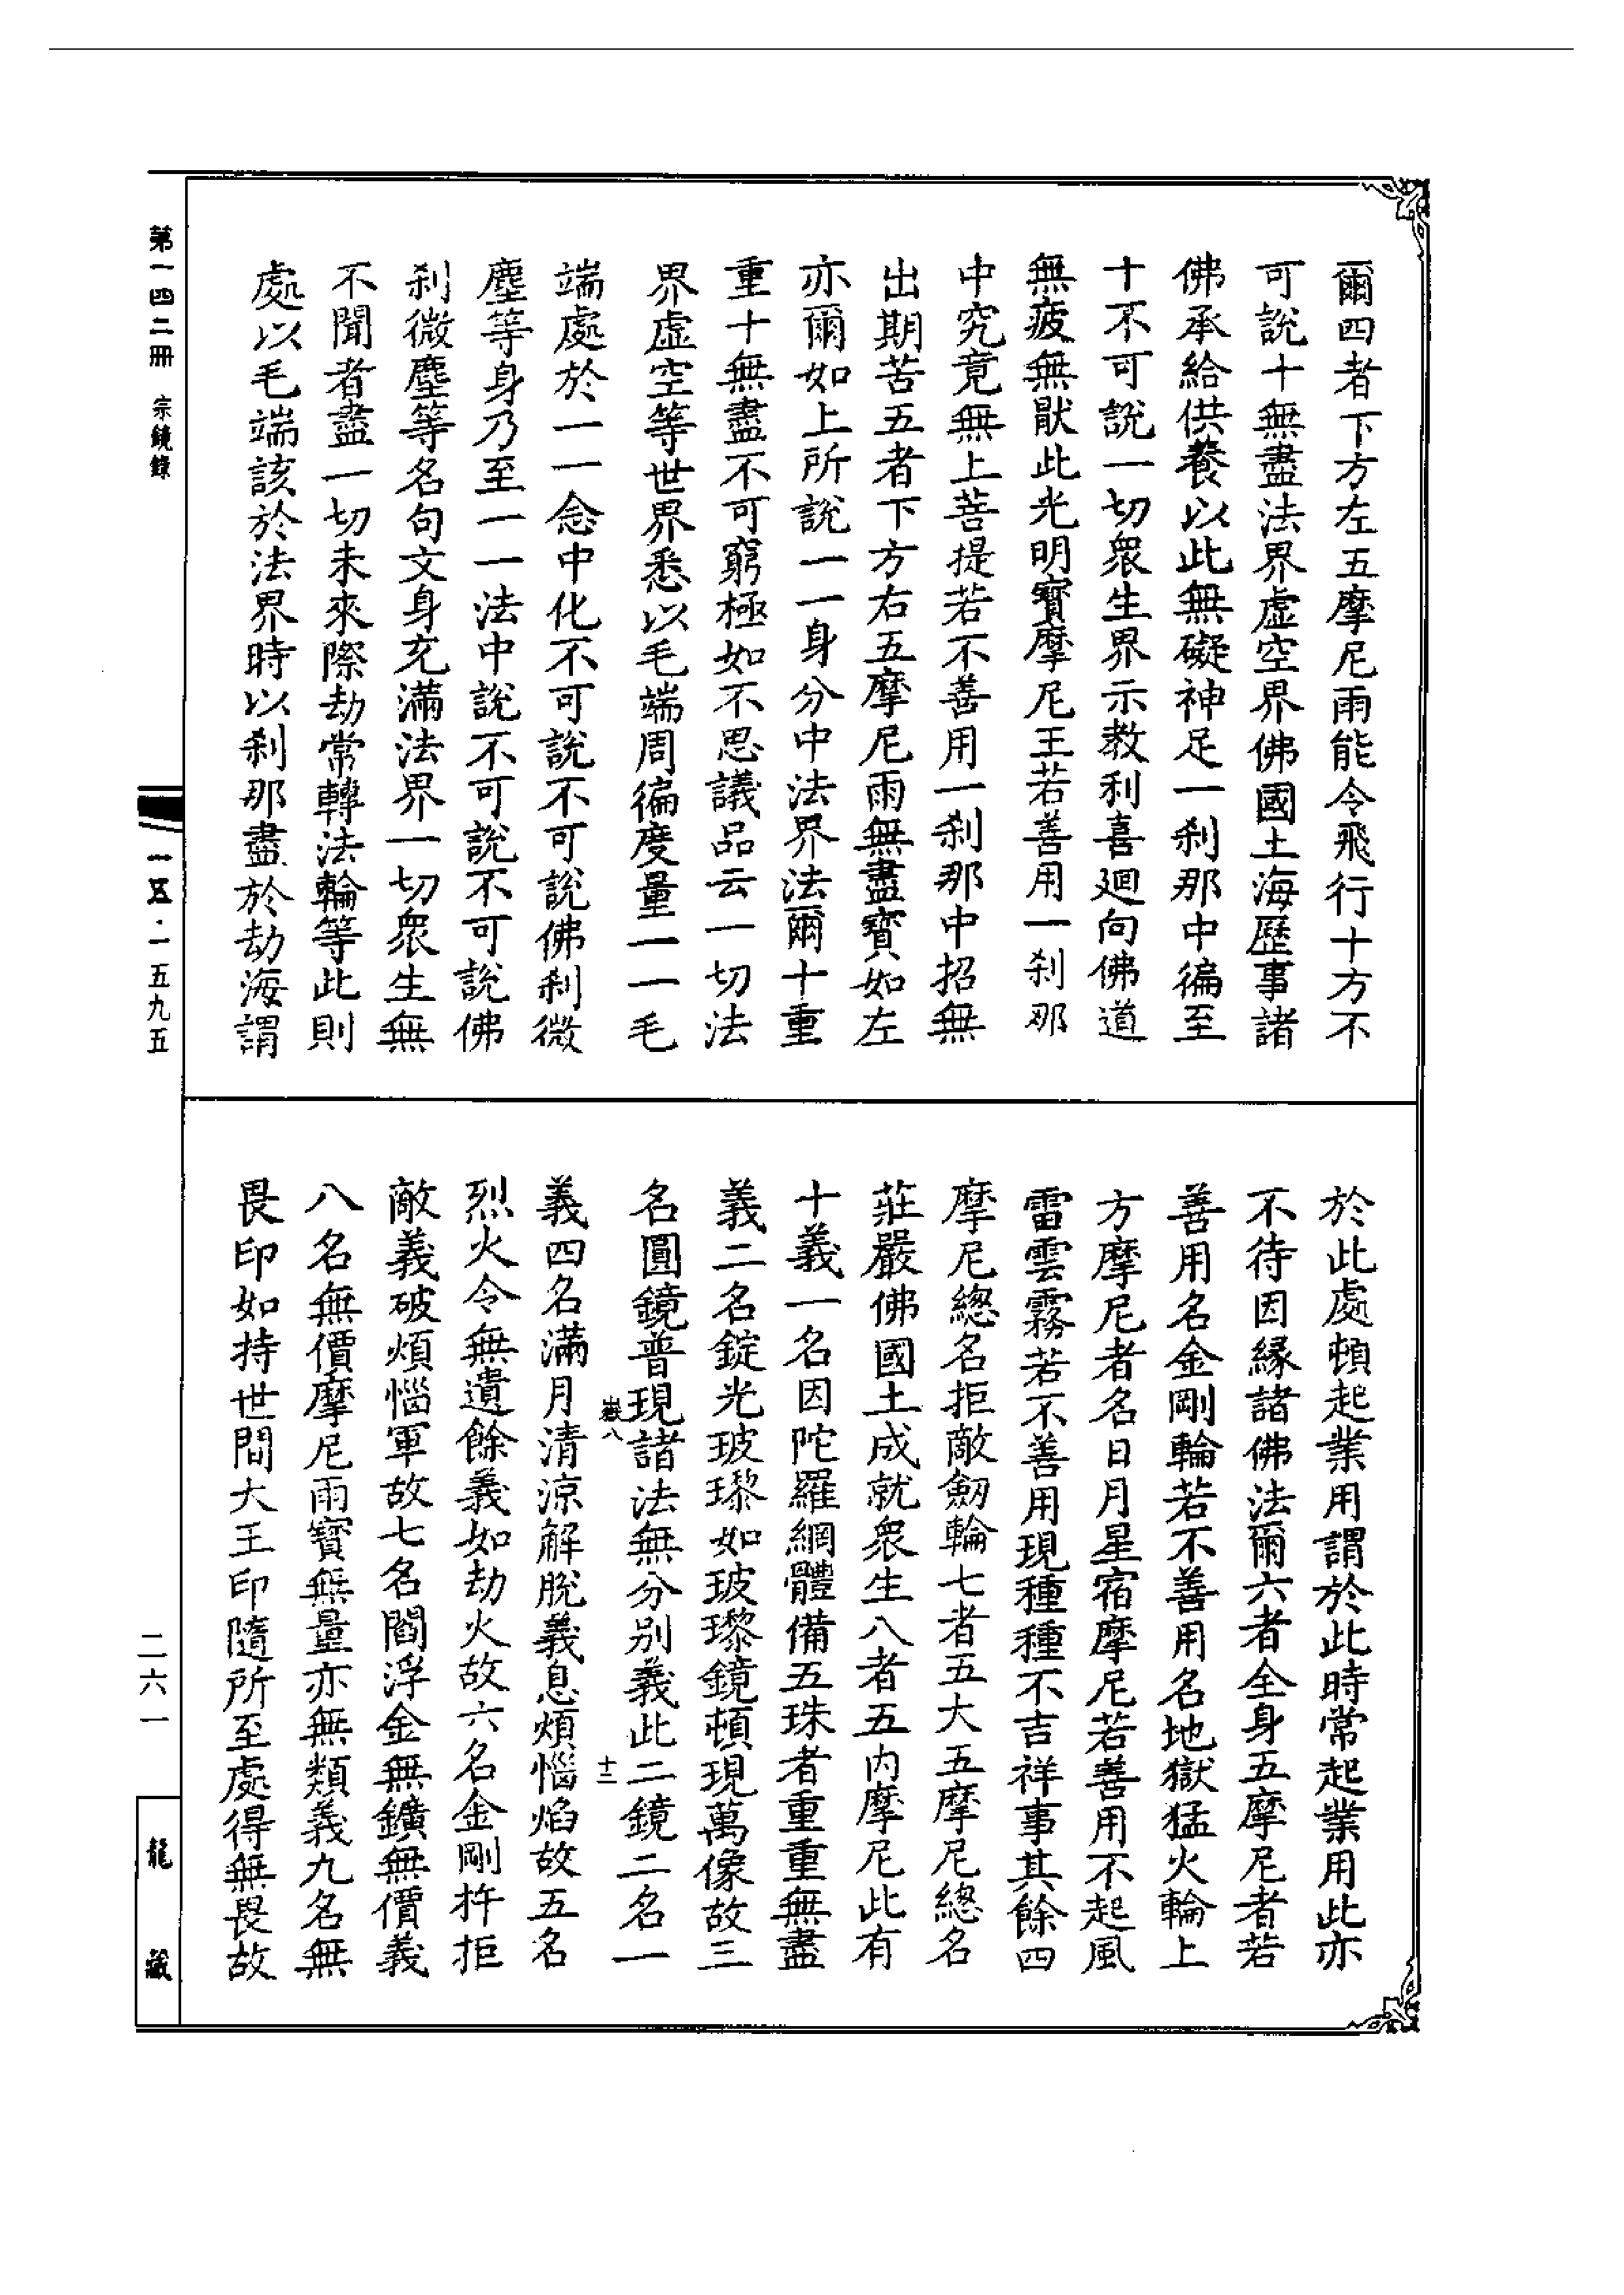 爾四者下方左五摩尼雨能令飛行十方不
可說十無盡法界虛空界佛國土海歷事諸
佛承給供養以此無礙神足一剎那中徧至
十不可說一切衆生界示教利喜廻向佛道
無疲無猒此光明寶摩尼王若善用一剎那
中究竟無上菩提若不善用一剎那中招無
出期苦五者下方右五摩尼雨無盡寶如左
亦爾如上所說一一身分中法界法爾十重
重十無盡不可窮極如不思議品云一切法
界虛空等世界悉以毛端周徧度量一一毛
端處於一一念中化不可說不可說佛剎微
塵等身乃至一一法中說不可說不可說佛
剎微塵等名句文身充滿法界一切衆生無
不聞者盡一切未來際劫常轉法輪等此則
處以毛端該於法界時以剎那盡於劫海謂
於此處頓起業用謂於此時常起業用此亦
不待因緣諸佛法爾六者全身五摩尼者若
善用名金剛輪若不善用名地獄猛火輪上
方摩尼者名日月星宿摩尼若善用不起風
雷雲霧若不善用現種種不吉祥事其餘四
摩尼總名拒敵劒輪七者五大五摩尼總名
莊嚴佛國土成就衆生八者五內摩尼此有
十義一名因陀羅網體備五珠者重重無盡
義二名錠光玻瓈如玻瓈鏡頓現萬像故三
名圓鏡普現諸法無分別義此二鏡二名一
嶽八 十三
義四名滿月清涼解脫義息煩惱焰故五名
烈火令無遺餘義如劫火故六名金剛杵拒
敵義破煩惱軍故七名閻浮金無鑛無價義
八名無價摩尼雨寶無量亦無類義九名無
畏印如持世間大王印隨所至處得無畏故
第一四二冊 宗鏡錄
一五·一五九五
二六一
龍藏